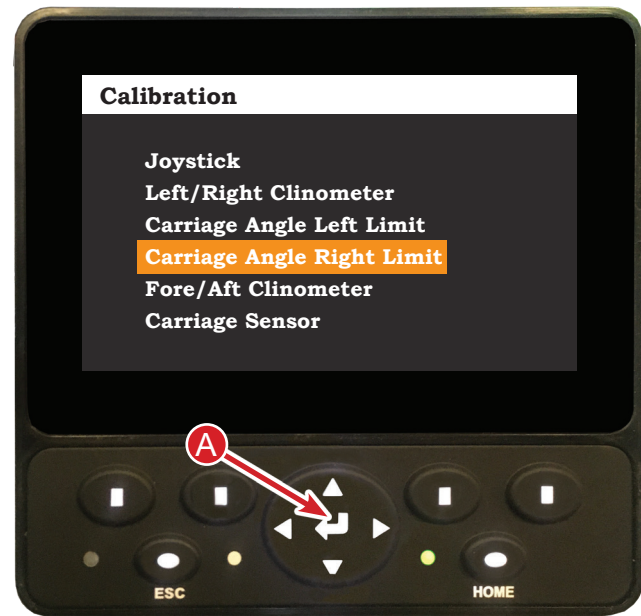 Calibration
Joystick
Left/Right Clinometer
Carriage Angle Left Limit
Carriage Angle Right Limit
Fore/Aft Clinometer
Carriage Sensor
A
ESC
HOME